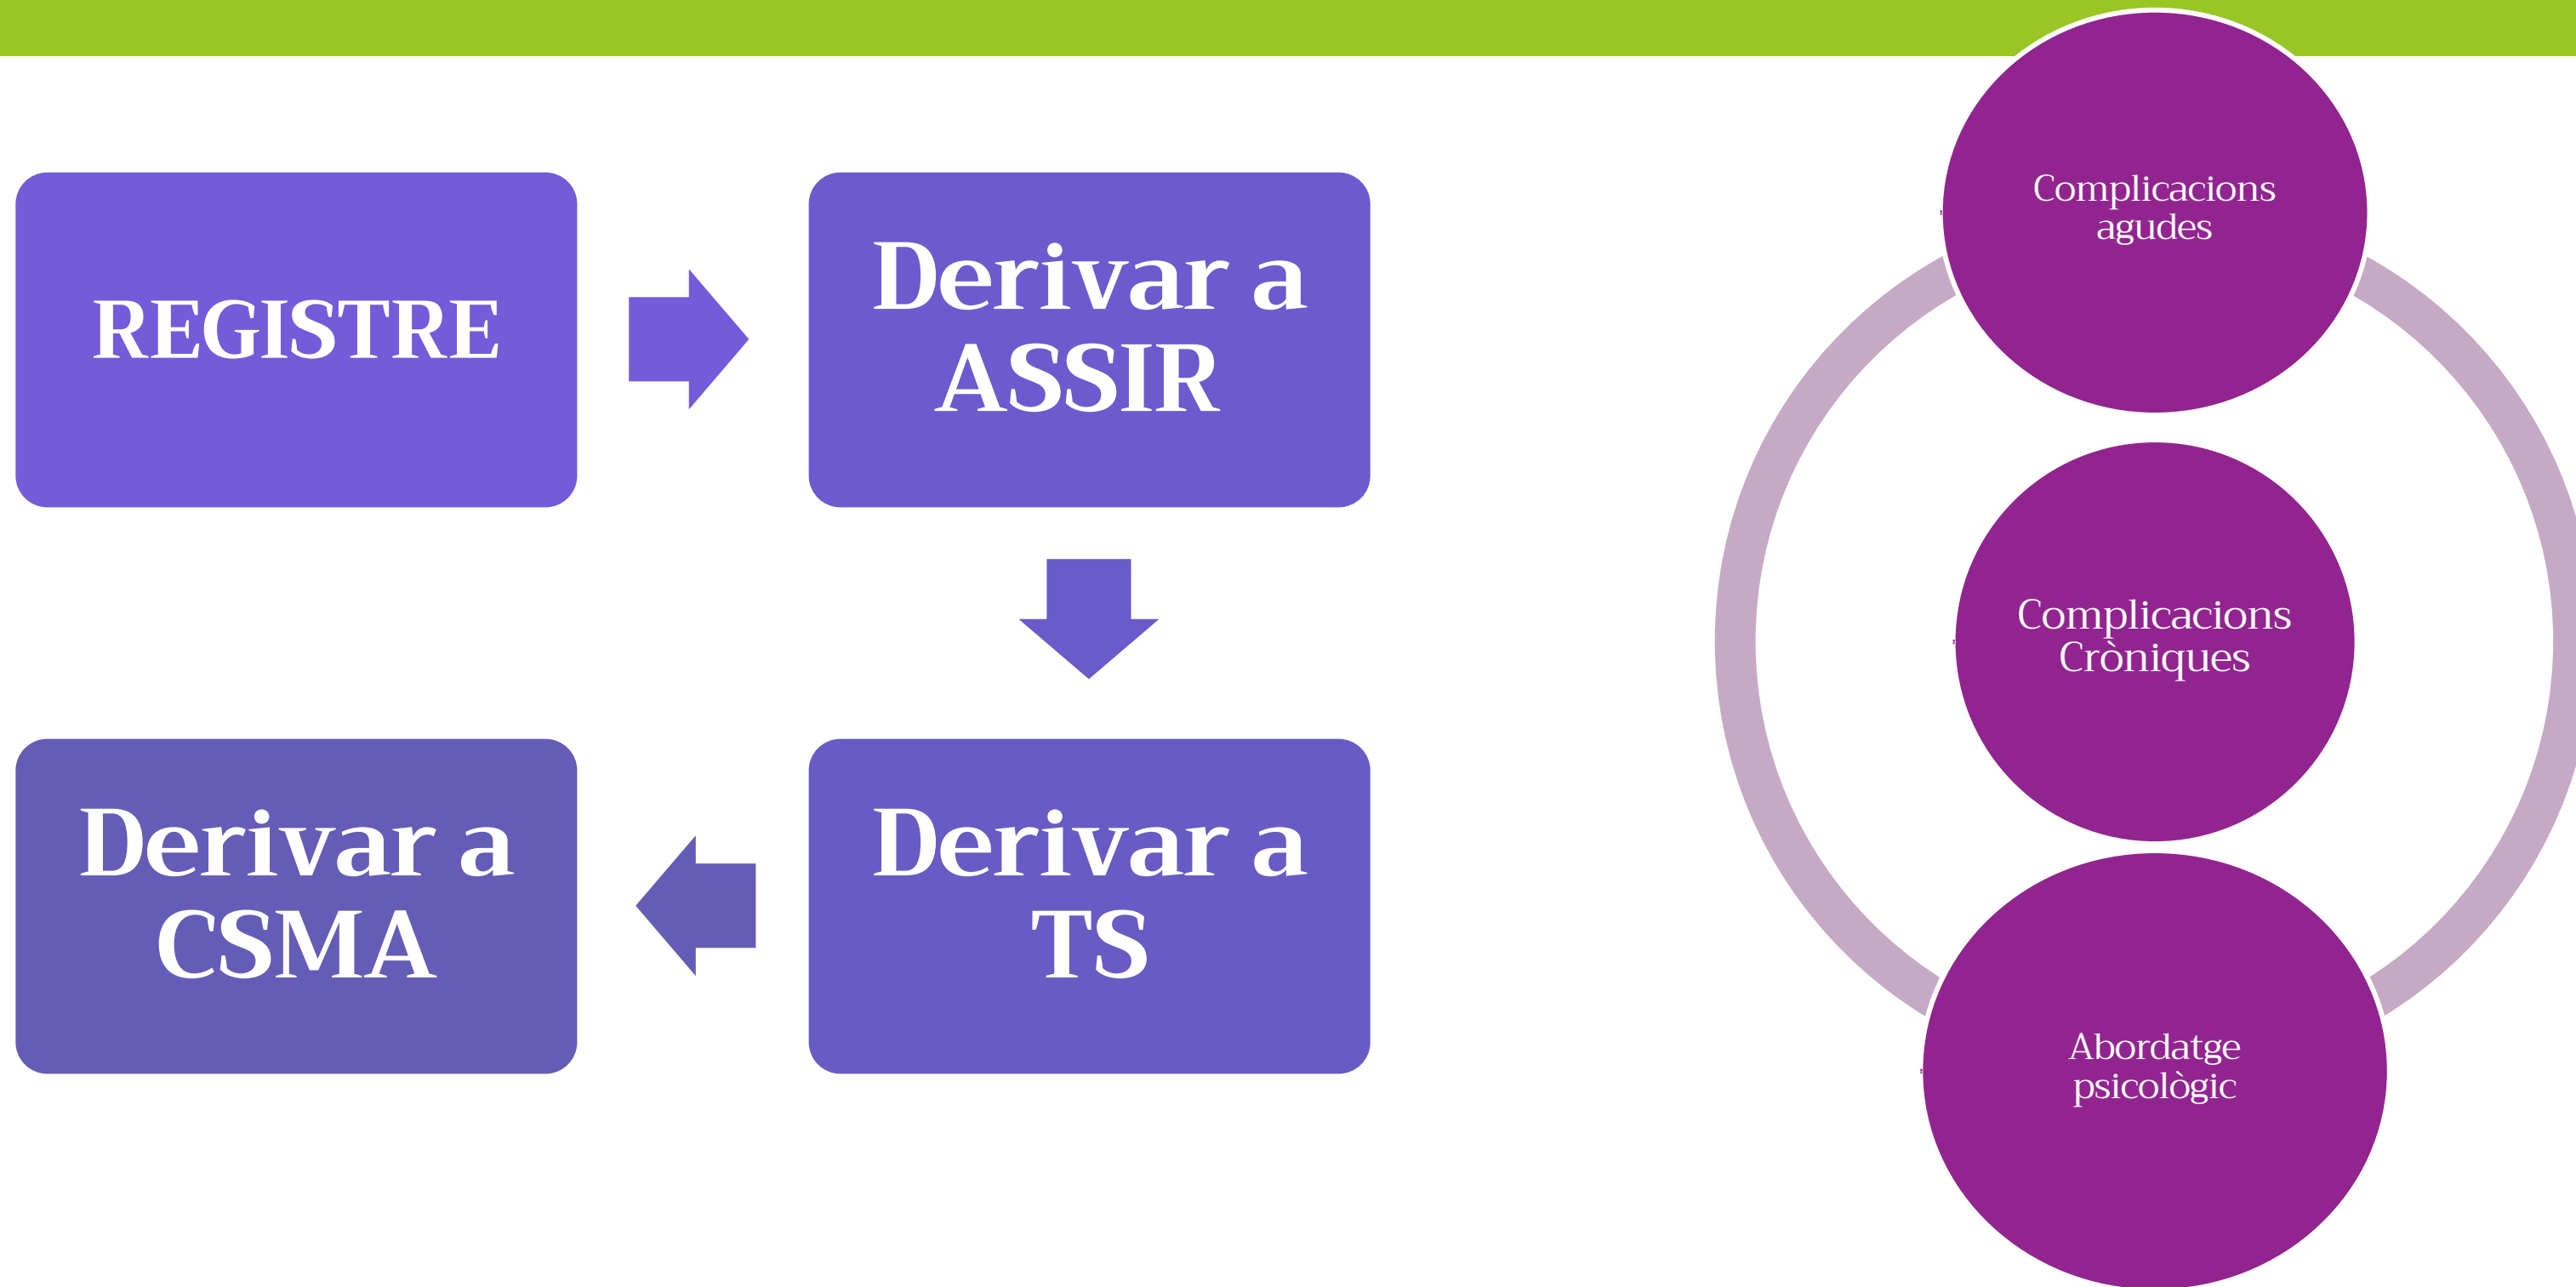 REGISTRE
Derivar a
ASSIR
Derivar a
TS
Derivar a
CSMA
Complicacions
agudes
Complicacions
Cròniques
Abordatge
psicològic